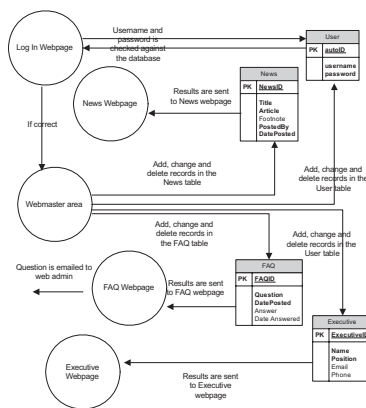 Username and
password is
checked against
the database
Log In Webpage
User
PK autoID
username
password
News Webpage
Results are sent
to News webpage
News
PK NewsID
Title
Article
Footnote
PostedBy
DatePosted
If correct
Add, change and
delete records in the
News table
Add, change and
delete records in the
User table
Webmaster area
Add, change and
delete records in
the FAQ table
Add, change and
delete records in the
User table
Question is emailed to
web admin
FAQ Webpage
Results are sent
to FAQ webpage
FAQ
PK FAQID
Question
DatePosted
Answer
Date Answered
Executive
PK ExecutiveID
Name
Position
Email
Phone
Executive
Webpage
Results are sent
to Executive
webpage